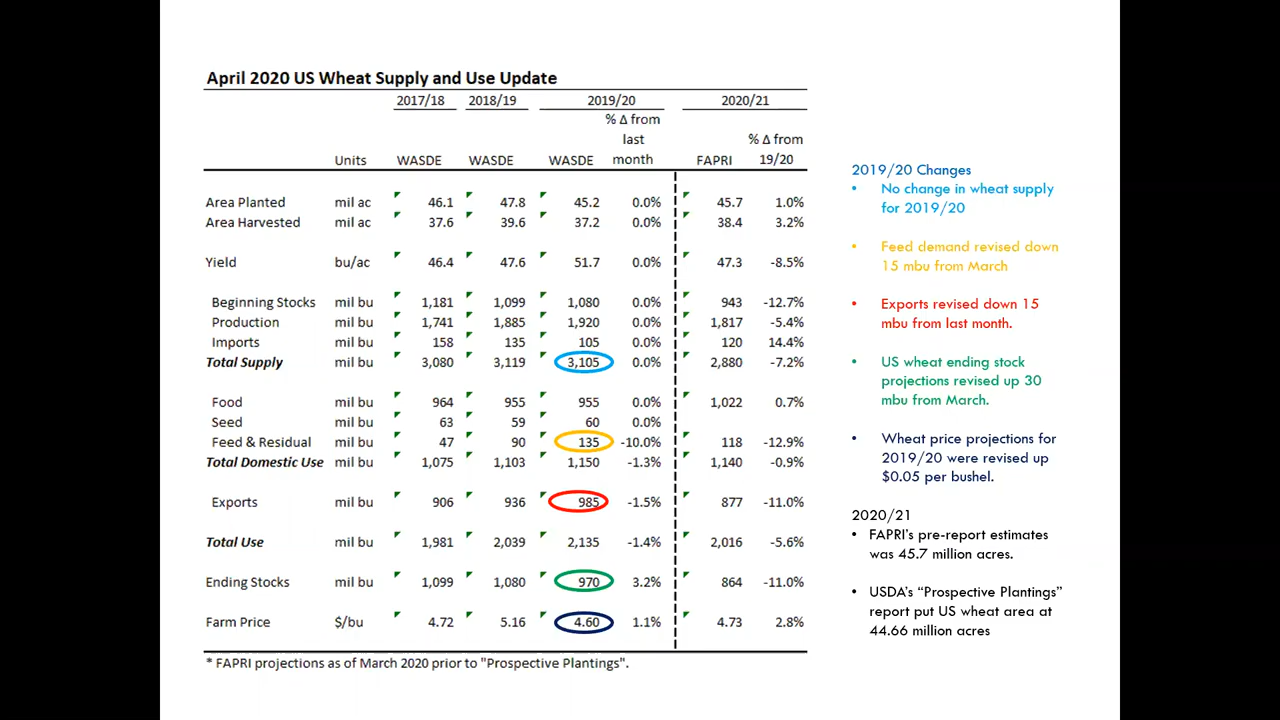 April 2020 US Wheat Supply and Use Update
2017/18 2018/19 2019/20 2020/21
% Δ from
last
month
% Δ from
19/20
Units WASDE WASDE WASDE FAPRI
Area Planted mil ac 46.1 47.8 45.2 0.0% 45.7 1.0%
Area Harvested mil ac 37.6 39.6 37.2 0.0% 38.4 3.2%
Yield bu/ac 46.4 47.6 51.7 0.0% 47.3 -8.5%
Beginning Stocks mil bu 1,181 1,099 1,080 0.0% 943 -12.7%
Production mil bu 1,741 1,885 1,920 0.0% 1,817 -5.4%
Imports mil bu 158 135 105 0.0% 120 14.4%
Total Supply mil bu 3,080 3,119 3,105 0.0% 2,880 -7.2%
Food mil bu 964 955 955 0.0% 1,022 0.7%
Seed mil bu 63 59 60 0.0%
Feed & Residual mil bu 47 90 135 -10.0% 118 -12.9%
Total Domestic Use mil bu 1,075 1,103 1,150 -1.3% 1,140 -0.9%
Exports mil bu 906 936 985 -1.5% 877 -11.0%
Total Use mil bu 1,981 2,039 2,135 -1.4% 2,016 -5.6%
Ending Stocks mil bu 1,099 1,080 970 3.2% 864 -11.0%
Farm Price $/bu 4.72 5.16 4.60 1.1% 4.73 2.8%
* FAPRI projections as of March 2020 prior to "Prospective Plantings".
2019/20 Changes
• No change in wheat supply
for 2019/20
• Feed demand revised down
15 mbu from March
• Exports revised down 15
mbu from last month.
• US wheat ending stock
projections revised up 30
mbu from March.
• Wheat price projections for
2019/20 were revised up
$0.05 per bushel.
2020/21
• FAPRI's pre-report estimates
was 45.7 million acres.
• USDA's “Prospective Plantings”
report put US wheat area at
44.66 million acres